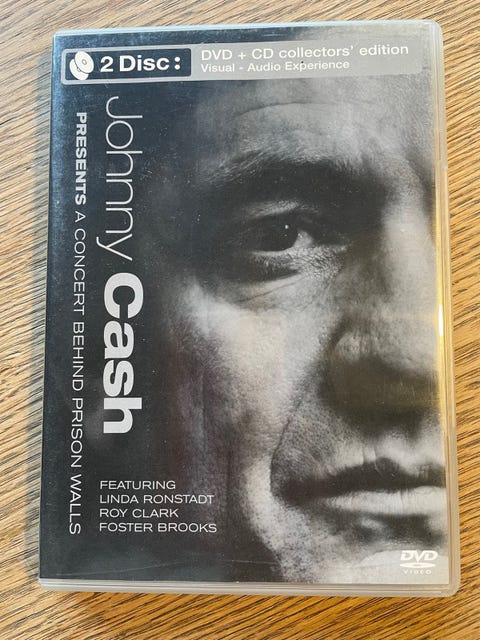 2 Disc:
DVD + CD collectors' edition
Visual - Audio Experience
Johnny Cash
PRESENTS A CONCERT BEHIND PRISON WALLS
FEATURING
LINDA RONSTADT
ROY CLARK
FOSTER BROOKS
DVD
VIDEO